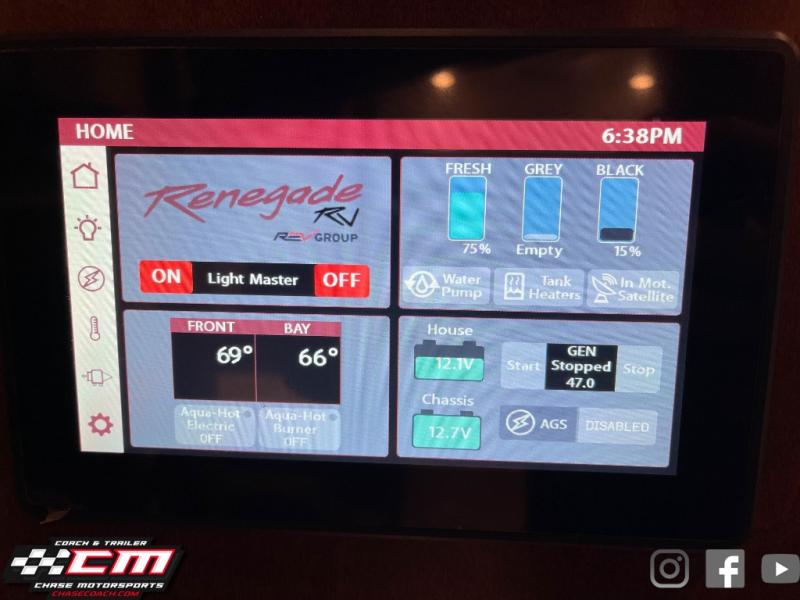 HOME
6:38PM
Renegade
RV
REV GROUP
ON
Light Master
OFF
FRESH
GREY
BLACK
75%
Empty
15%
Water
Pump
Tank
Heaters
In Mot.
Satellite
FRONT
BAY
69°
66°
Aqua-Hot
Electric
OFF
Aqua-Hot
Burner
OFF
House
12.1V
Chassis
12.7V
Start
GEN
Stopped
47.0
Stop
AGS
DISABLED
COACH & TRAILER
CM
CHASE MOTORSPORTS
CHASECOACH.COM